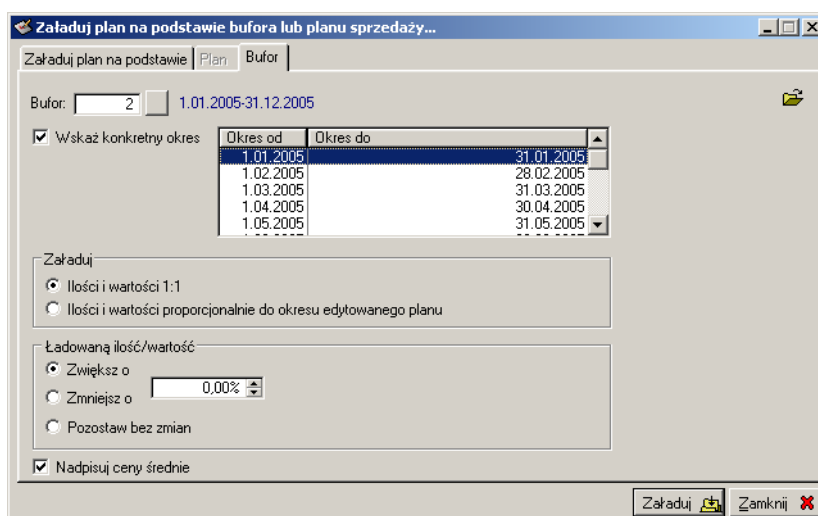 Załaduj plan na podstawie bufora lub planu sprzedaży...
Załaduj plan na podstawie Plan Bufor
Bufor: 2 1.01.2005-31.12.2005
Wskaż konkretny okres Okres od Okres do
1.01.2005 31.01.2005
1.02.2005 28.02.2005
1.03.2005 31.03.2005
1.04.2005 30.04.2005
1.05.2005 31.05.2005
Załaduj
Ilości i wartości 1:1
Ilości i wartości proporcjonalnie do okresu edytowanego planu
Ładowaną ilość/wartość
Zwiększ o
0,00%
Zmniejsz o
Pozostaw bez zmian
Nadpisuj ceny średnie
Załaduj Zamknij